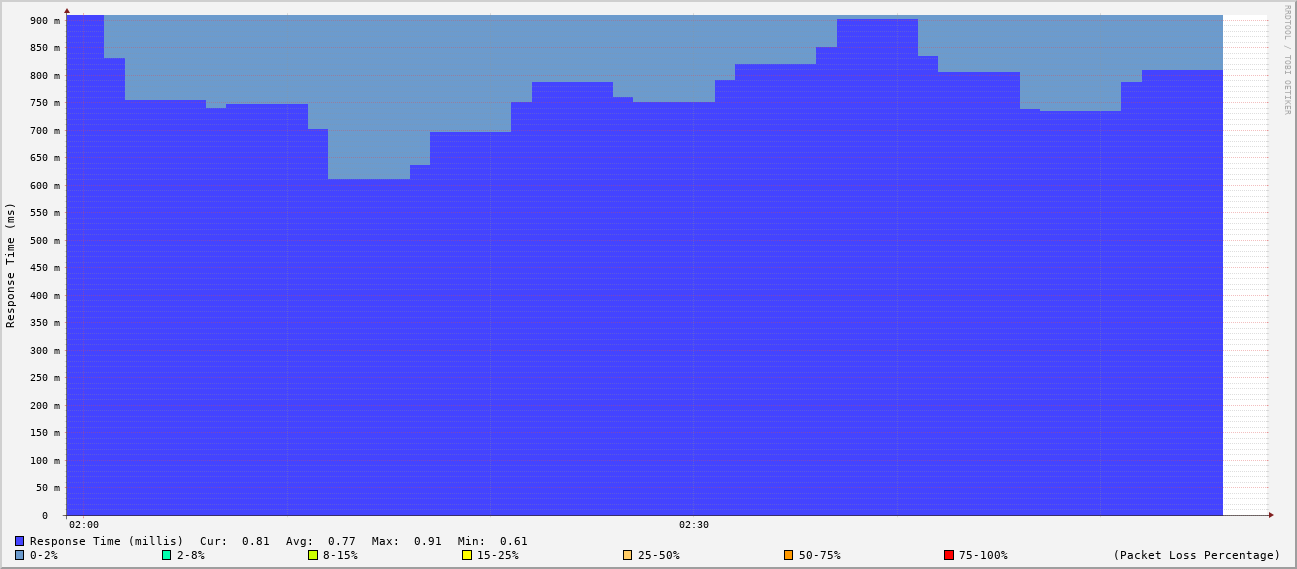 RRDTOOL / TOBI OETIKER
Response Time (ms)
900 m
850 m
800 m
750 m
700 m
650 m
600 m
550 m
500 m
450 m
400 m
350 m
300 m
250 m
200 m
150 m
100 m
50 m
0
02:00 02:30
Response Time (millis) Cur: 0.81 Avg: 0.77 Max: 0.91 Min: 0.61
0-2% 2-8% 8-15% 15-25% 25-50% 50-75% 75-100% (Packet Loss Percentage)